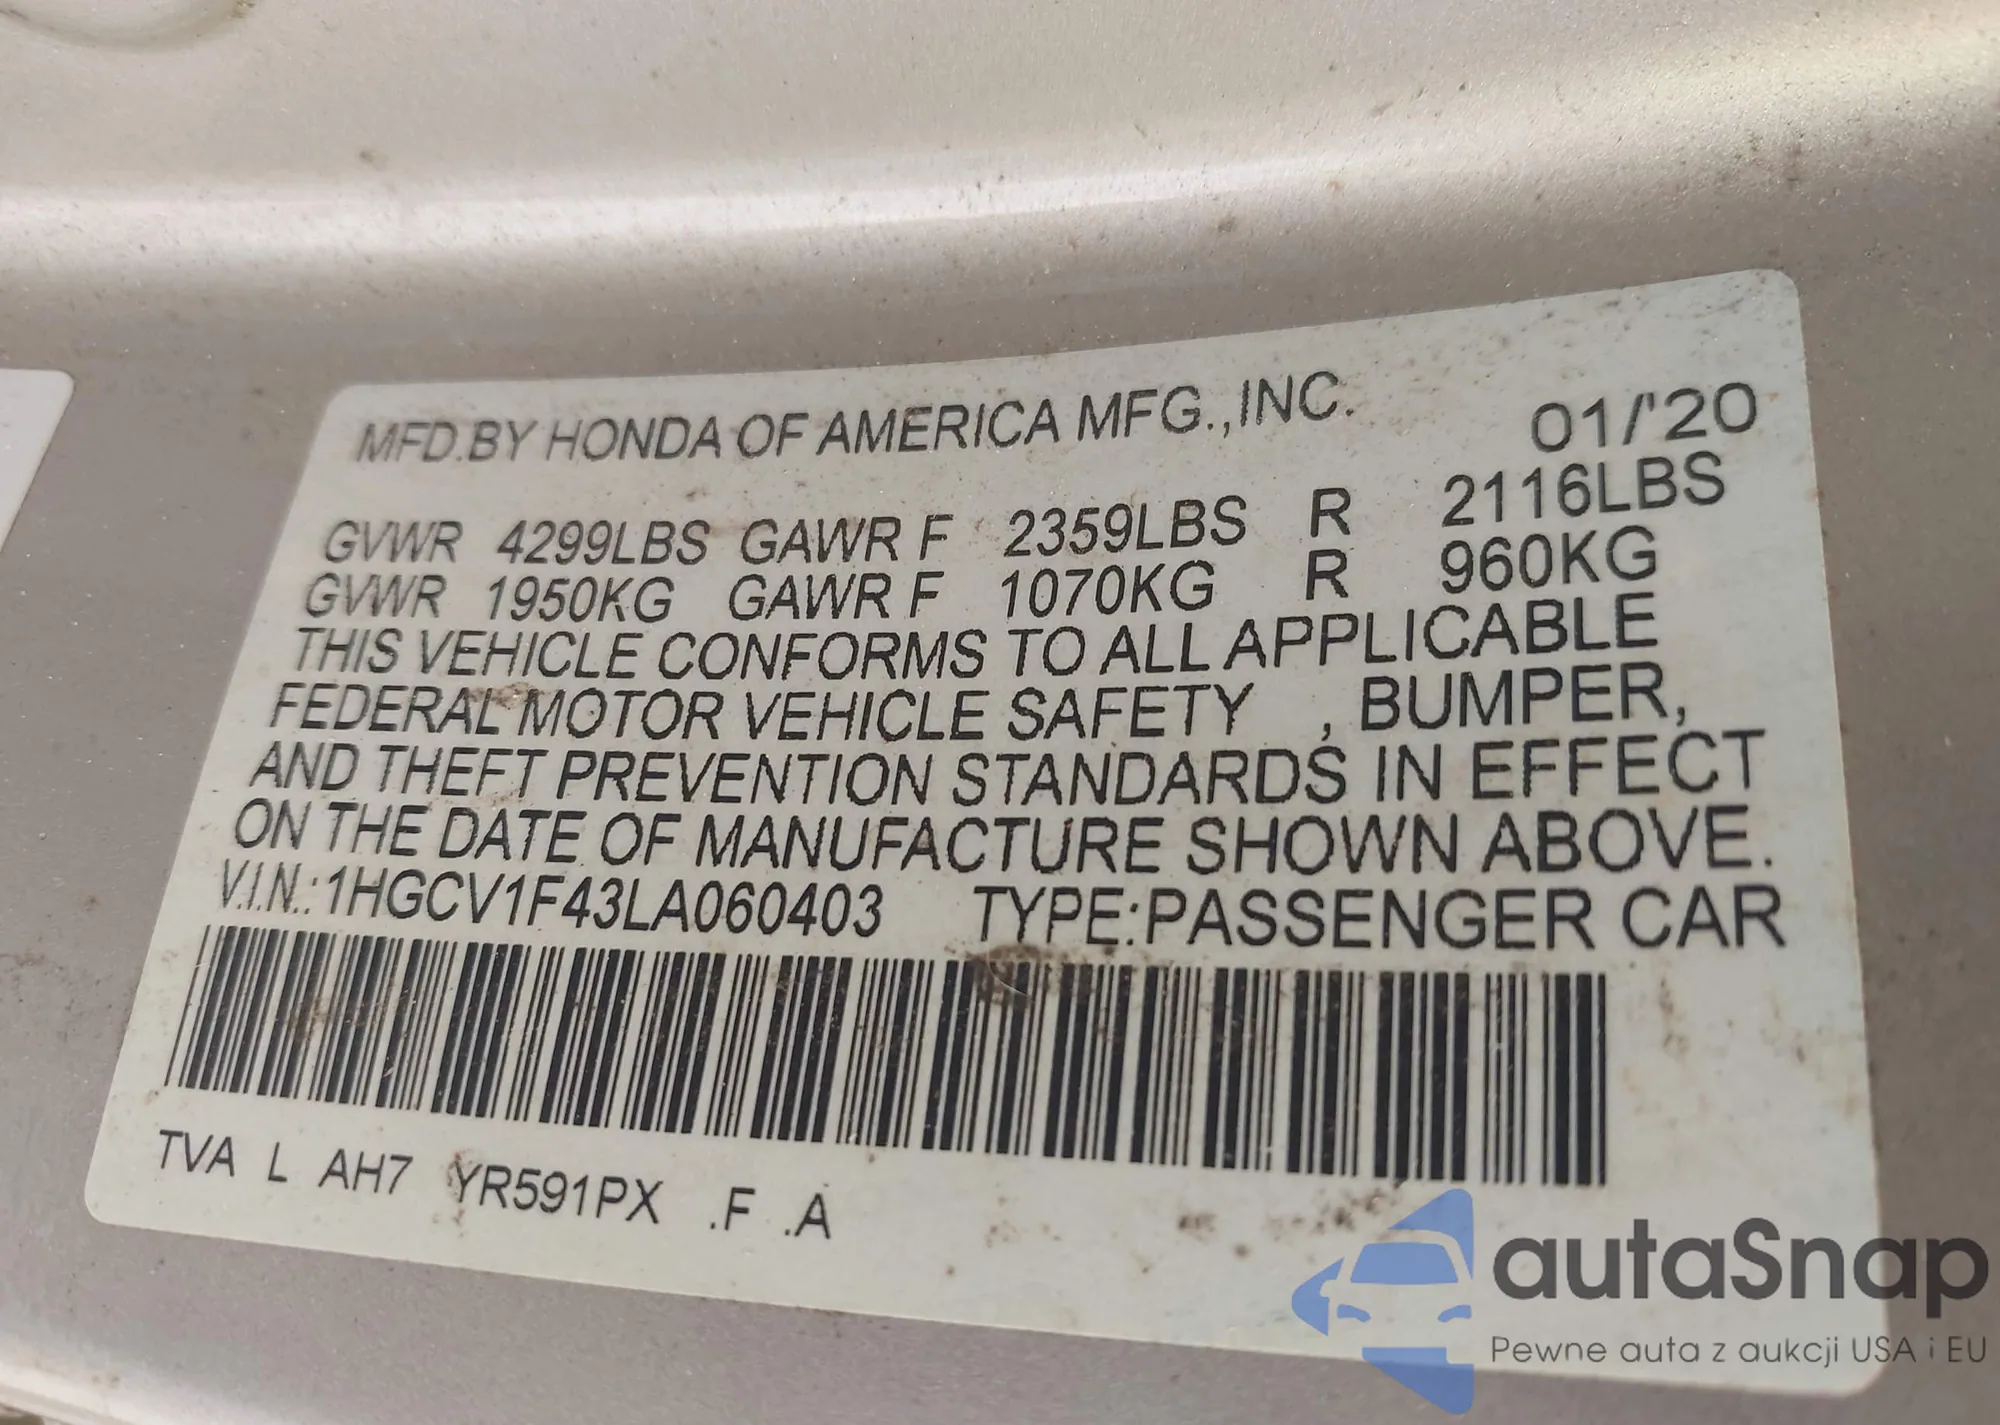 MFD.BY HONDA OF AMERICA MFG.,INC. 01/'20
GVWR 4299LBS GAWR F 2359LBS R 2116LBS
GVWR 1950KG GAWR F 1070KG R 960KG
THIS VEHICLE CONFORMS TO ALL APPLICABLE
FEDERAL MOTOR VEHICLE SAFETY , BUMPER,
AND THEFT PREVENTION STANDARDS IN EFFECT
ON THE DATE OF MANUFACTURE SHOWN ABOVE.
V.I.N.:1HGCV1F43LA060403 TYPE:PASSENGER CAR
TVA L AH7 YR591PX .F .A
autaSnap
Pewne auta z aukcji USA i EU